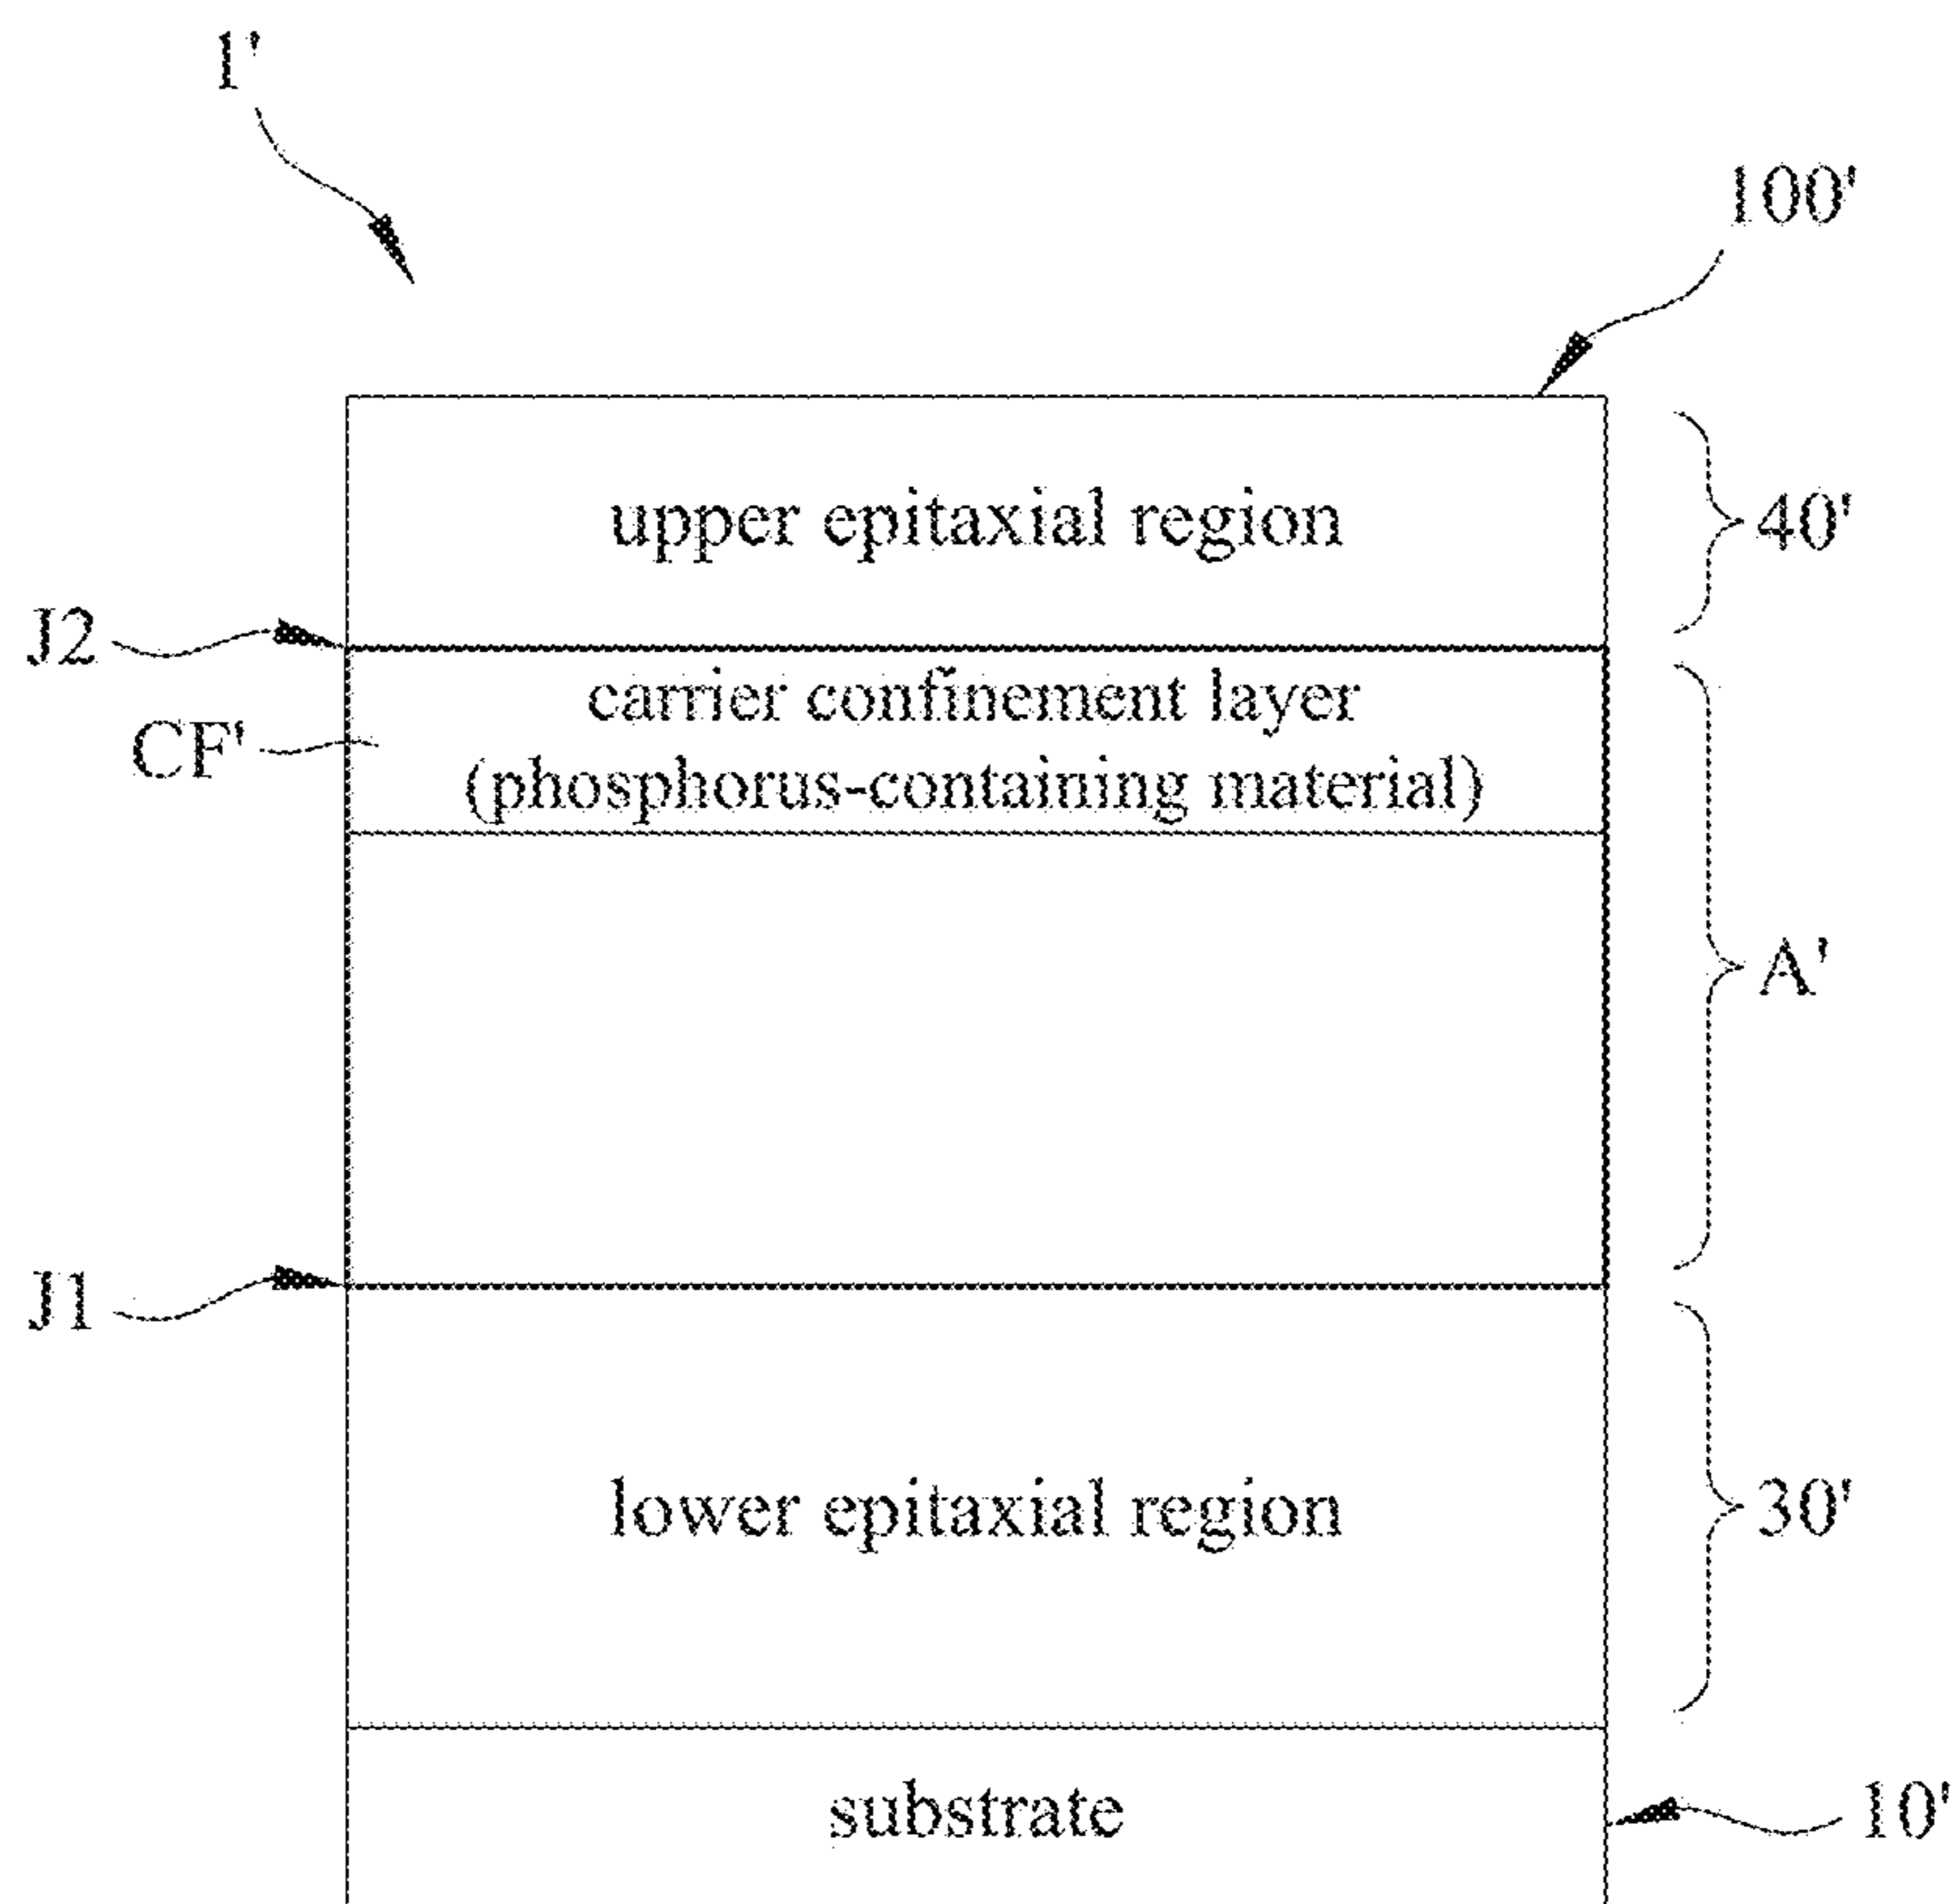 1'
100'
upper epitaxial region
40'
J2
carrier confinement layer
CF'
(phosphorus-containing material)
A'
J1
lower epitaxial region
30'
substrate
10'